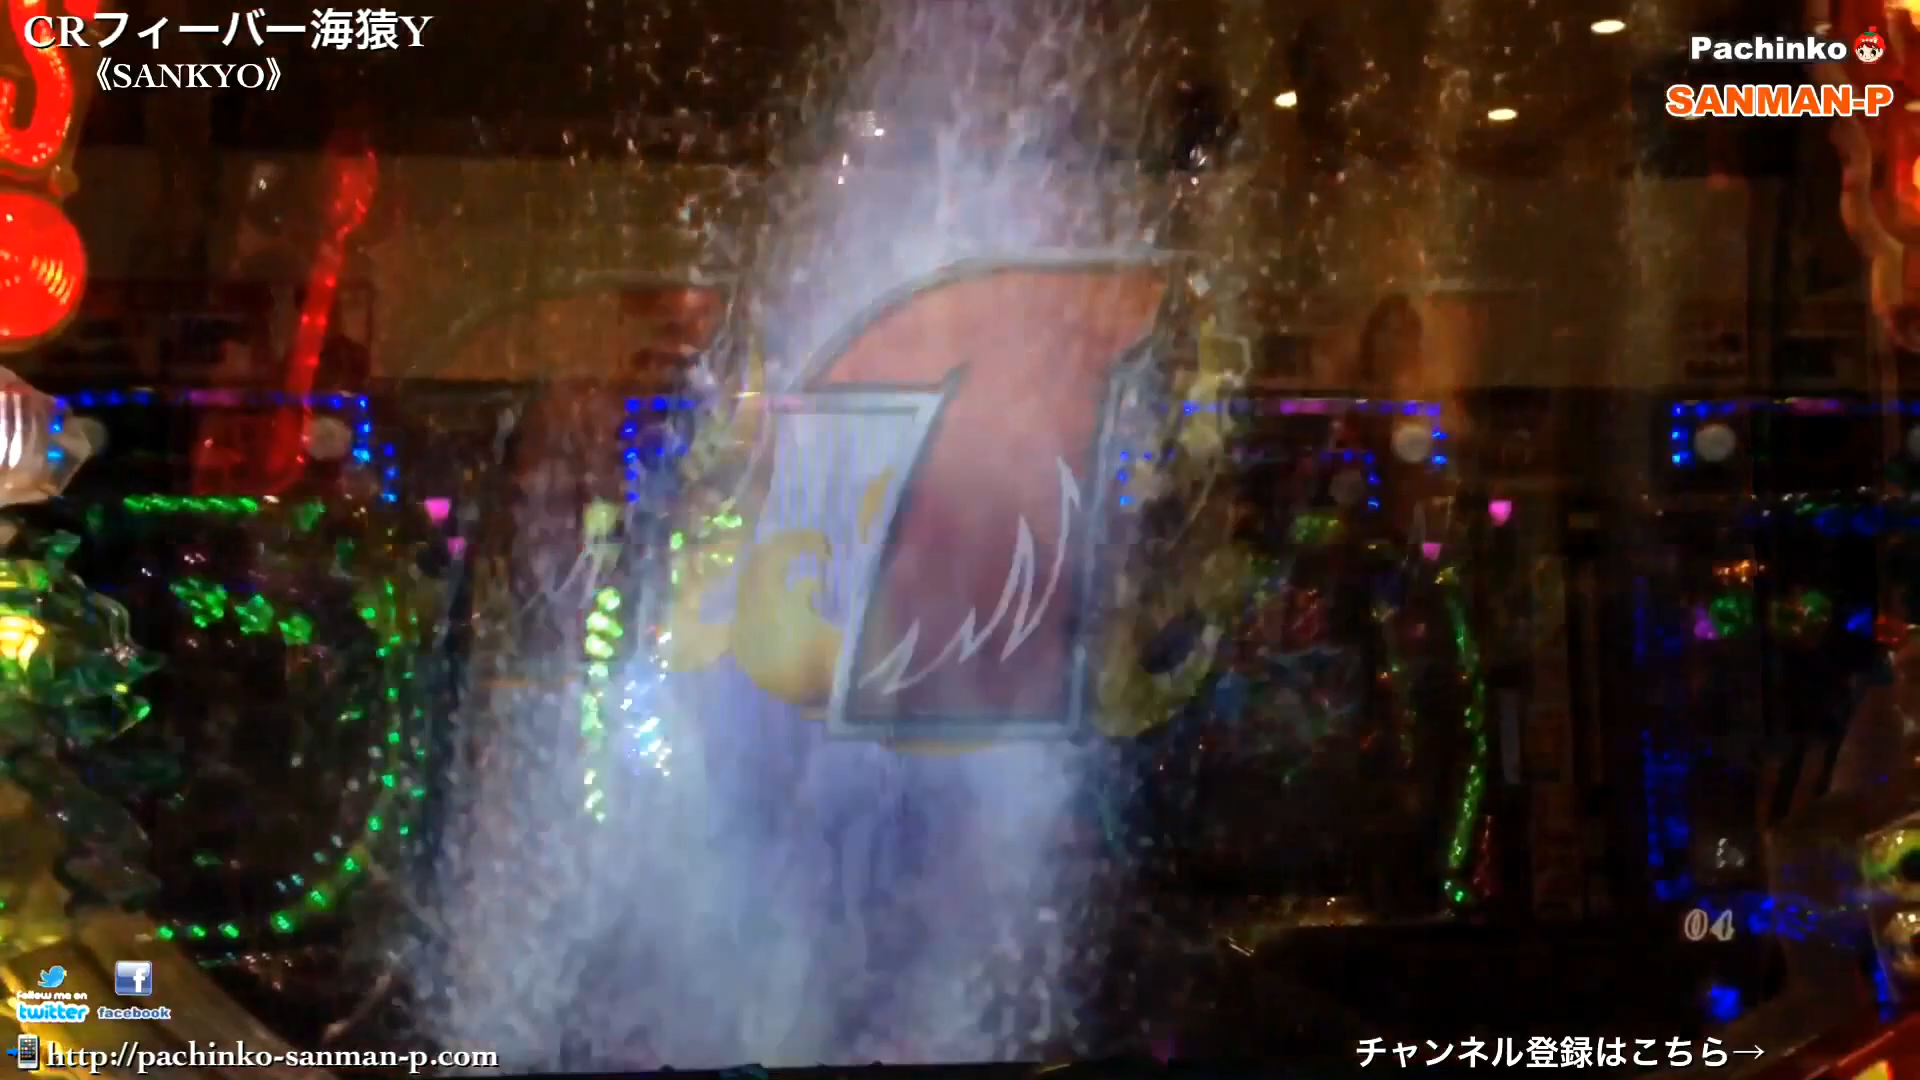 CRフィーバー海猿Y
《SANKYO》
Pachinko
SANMAN-P
1
04
follow me on
twitter
facebook
http://pachinko-sanman-p.com
チャンネル登録はこちら→